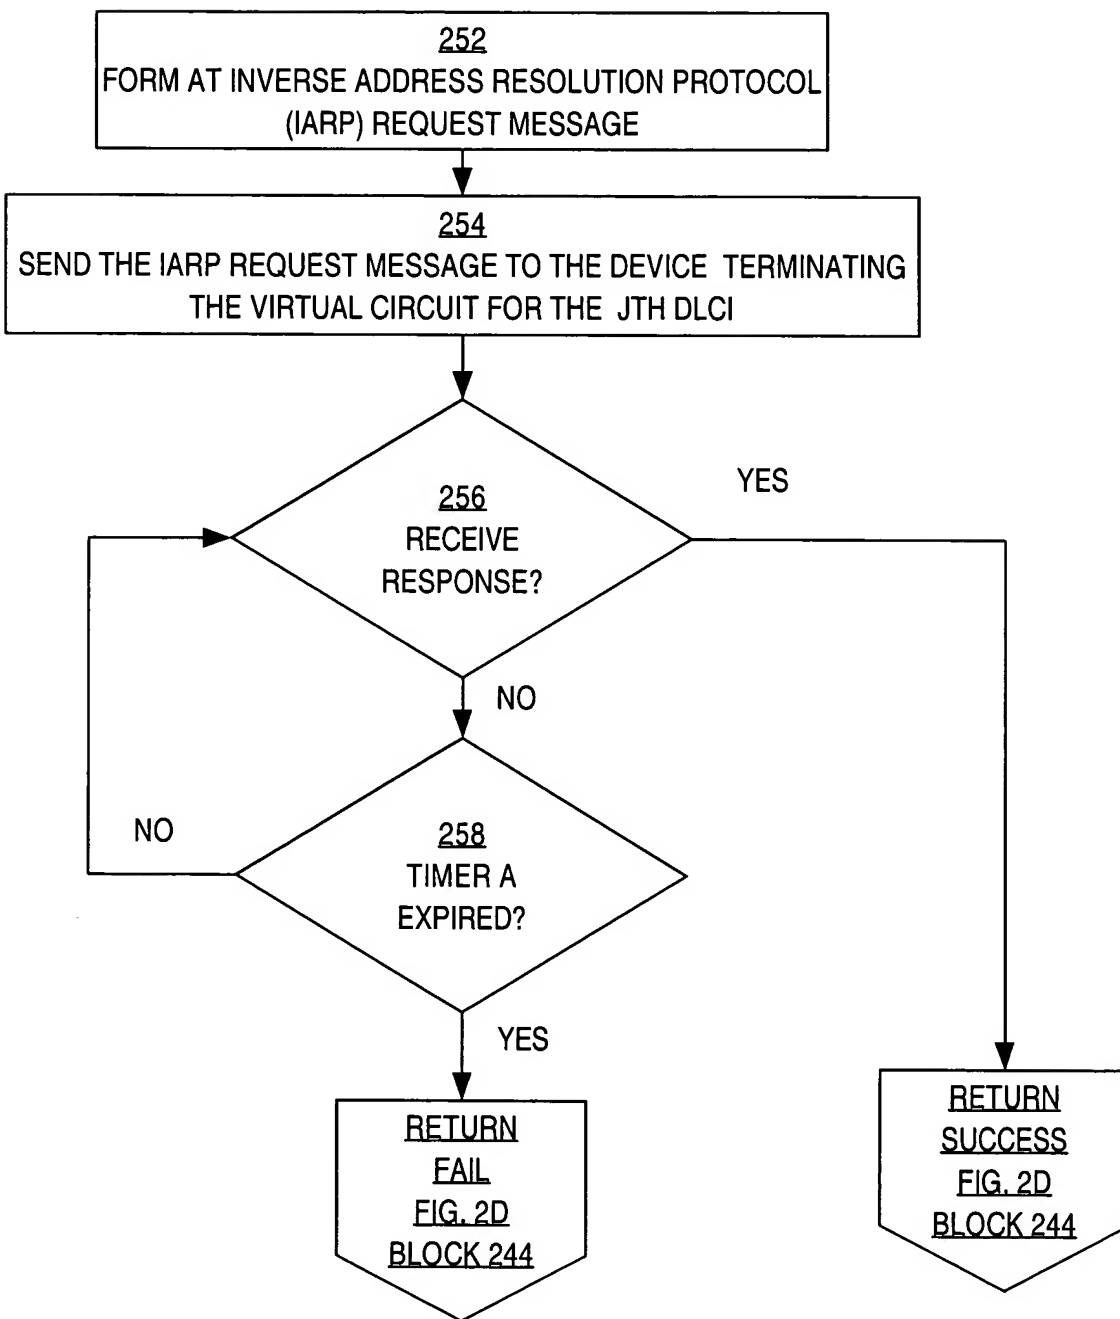 252
FORM AT INVERSE ADDRESS RESOLUTION PROTOCOL
(IARP) REQUEST MESSAGE
254
SEND THE IARP REQUEST MESSAGE TO THE DEVICE TERMINATING
THE VIRTUAL CIRCUIT FOR THE JTH DLCI
256
RECEIVE
RESPONSE?
YES
NO
258
TIMER A
EXPIRED?
NO
YES
RETURN
FAIL
FIG. 2D
BLOCK 244
RETURN
SUCCESS
FIG. 2D
BLOCK 244